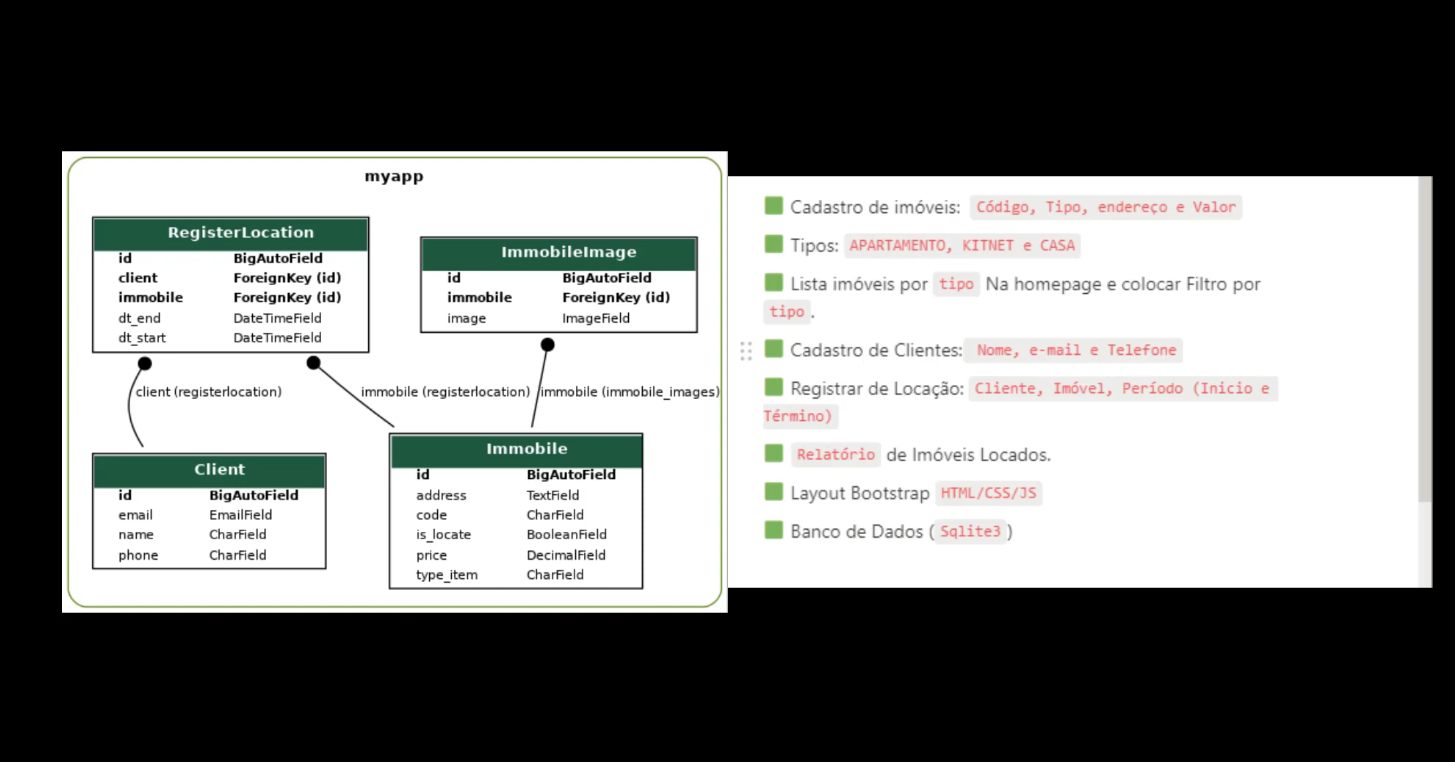 myapp
RegisterLocation
id BigAutoField
client ForeignKey (id)
immobile ForeignKey (id)
dt_end DateTimeField
dt_start DateTimeField
ImmobileImage
id BigAutoField
immobile ForeignKey (id)
image ImageField
client (registerlocation)
immobile (registerlocation)
immobile (immobile_images)
Client
id BigAutoField
email EmailField
name CharField
phone CharField
Immobile
id BigAutoField
address TextField
code CharField
is_locate BooleanField
price DecimalField
type_item CharField
Cadastro de imóveis: Código, Tipo, endereço e Valor
Tipos: APARTAMENTO, KITNET e CASA
Lista imóveis por tipo Na homepage e colocar Filtro por
tipo.
Cadastro de Clientes: Nome, e-mail e Telefone
Registrar de Locação: Cliente, Imóvel, Período (Inicio e
Término)
Relatório de Imóveis Locados.
Layout Bootstrap HTML/CSS/JS
Banco de Dados (Sqlite3)